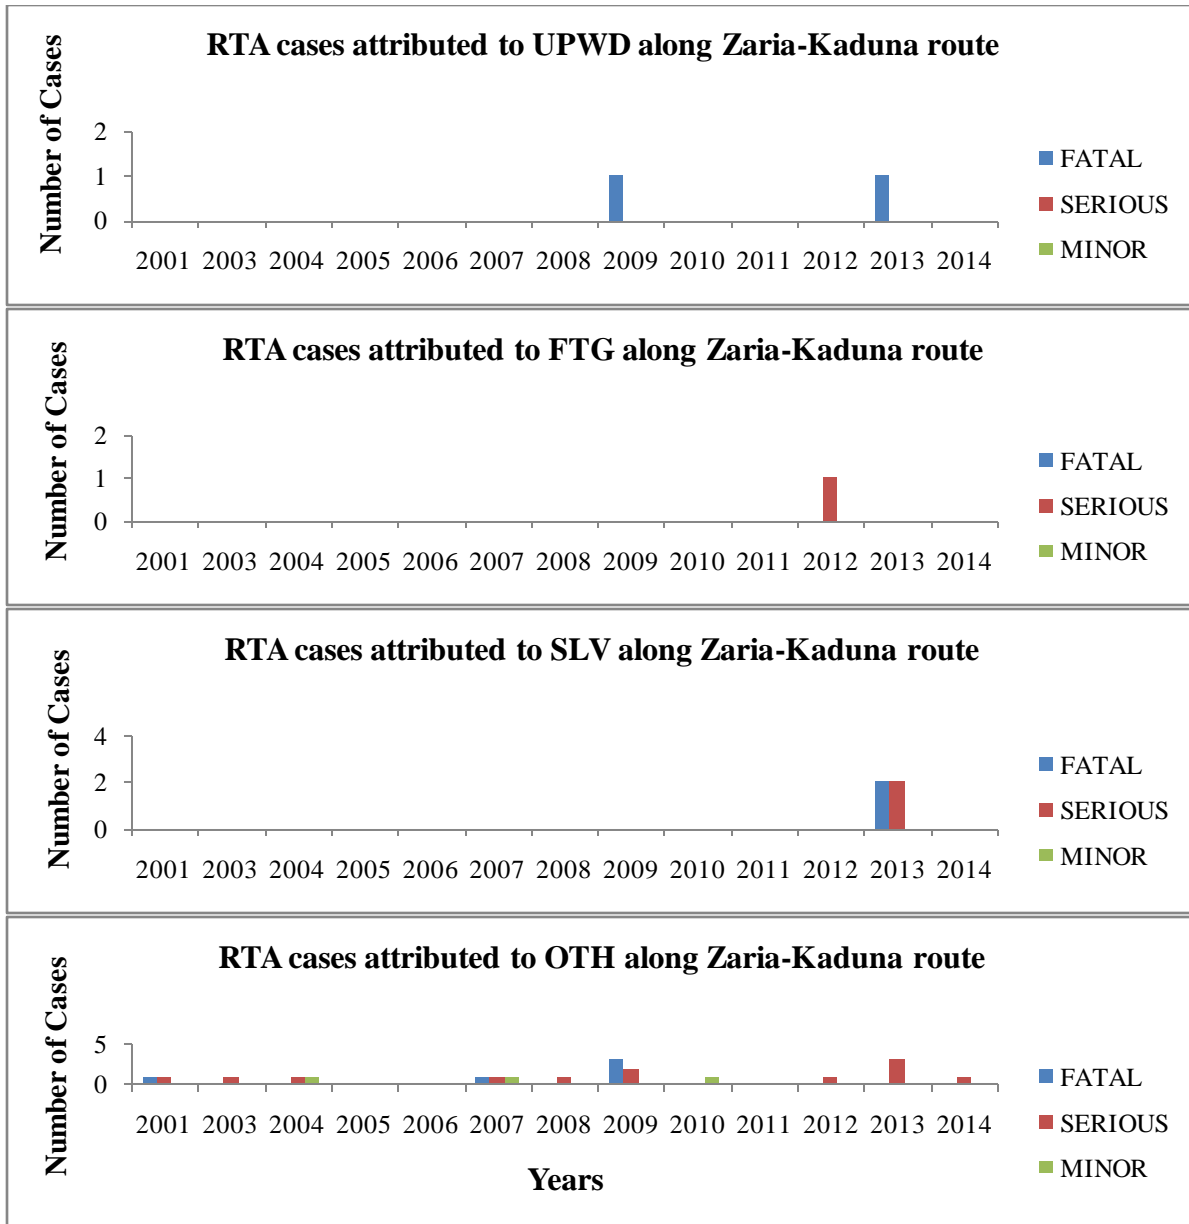 RTA cases attributed to UPWD along Zaria-Kaduna route
Number of Cases
2
1
0
2001 2003 2004 2005 2006 2007 2008 2009 2010 2011 2012 2013 2014
FATAL
SERIOUS
MINOR
RTA cases attributed to FTG along Zaria-Kaduna route
Number of Cases
2
1
0
2001 2003 2004 2005 2006 2007 2008 2009 2010 2011 2012 2013 2014
FATAL
SERIOUS
MINOR
RTA cases attributed to SLV along Zaria-Kaduna route
Number of Cases
4
2
0
2001 2003 2004 2005 2006 2007 2008 2009 2010 2011 2012 2013 2014
FATAL
SERIOUS
MINOR
RTA cases attributed to OTH along Zaria-Kaduna route
Number of Cases
5
0
2001 2003 2004 2005 2006 2007 2008 2009 2010 2011 2012 2013 2014
Years
FATAL
SERIOUS
MINOR